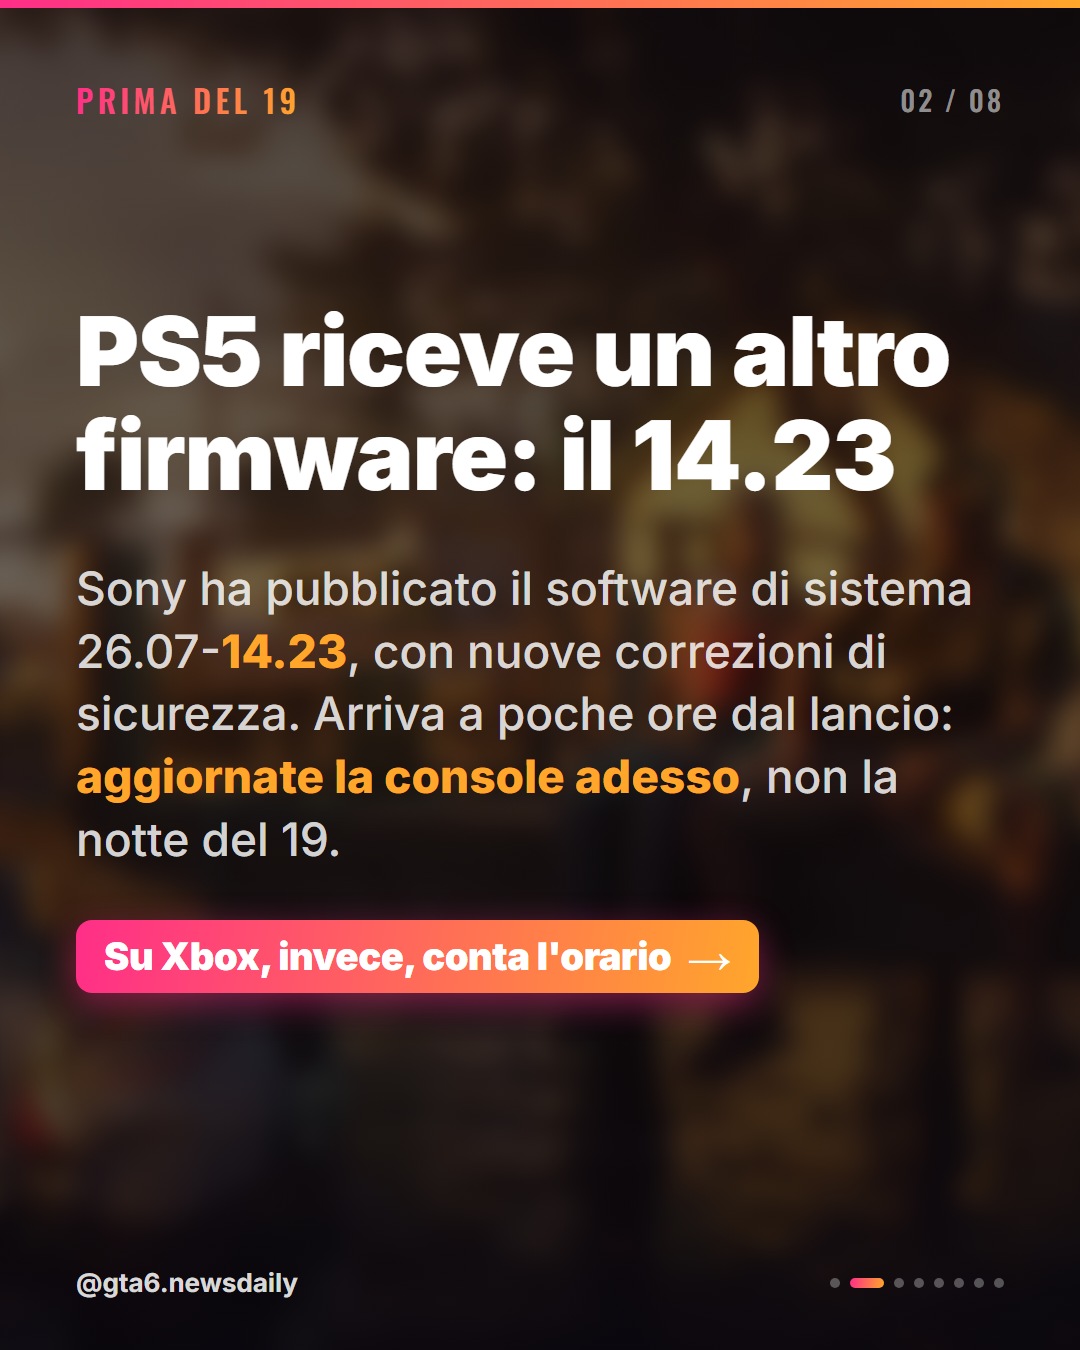 PRIMA DEL 19
02 / 08
PS5 riceve un altro
firmware: il 14.23
Sony ha pubblicato il software di sistema
26.07-14.23, con nuove correzioni di
sicurezza. Arriva a poche ore dal lancio:
aggiornate la console adesso, non la
notte del 19.
Su Xbox, invece, conta l'orario →
@gta6.newsdaily